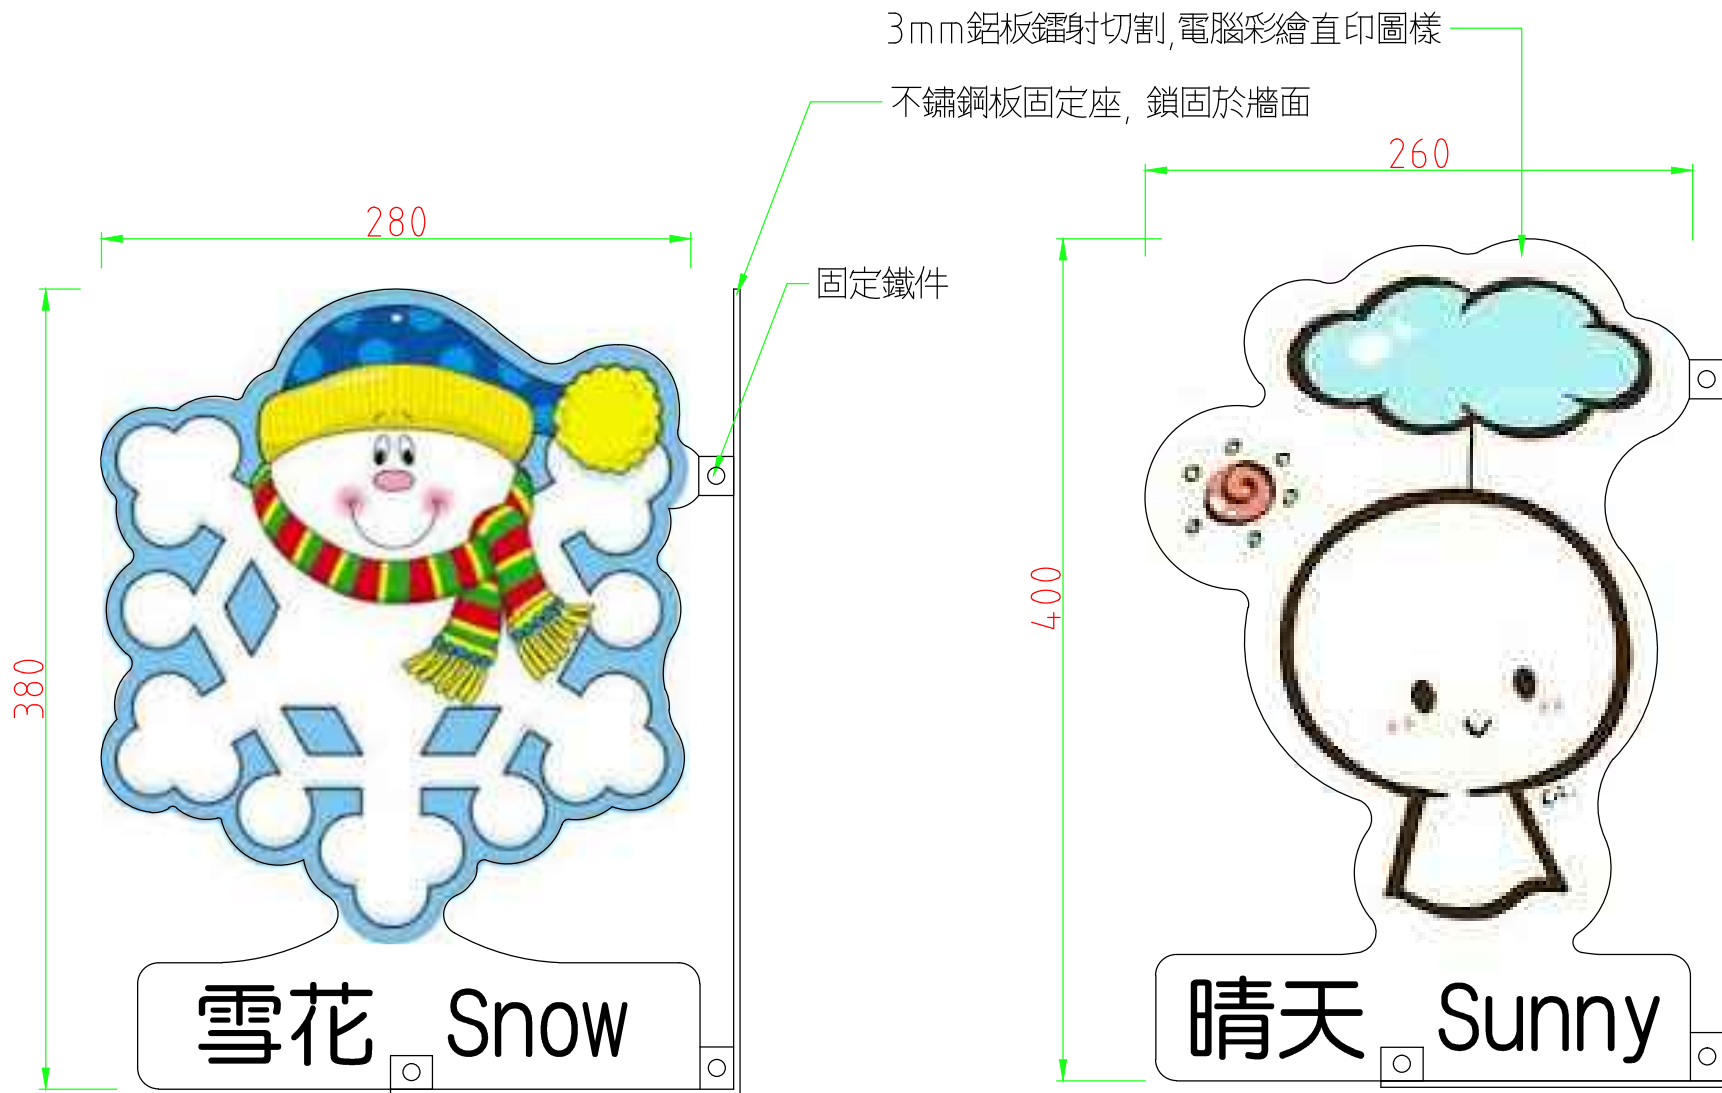 3mm鋁板鐳射切割,電腦彩繪直印圖樣
不鏽鋼板固定座, 鎖固於牆面
260
280
固定鐵件
400
380
雪花 Snow
晴天 Sunny